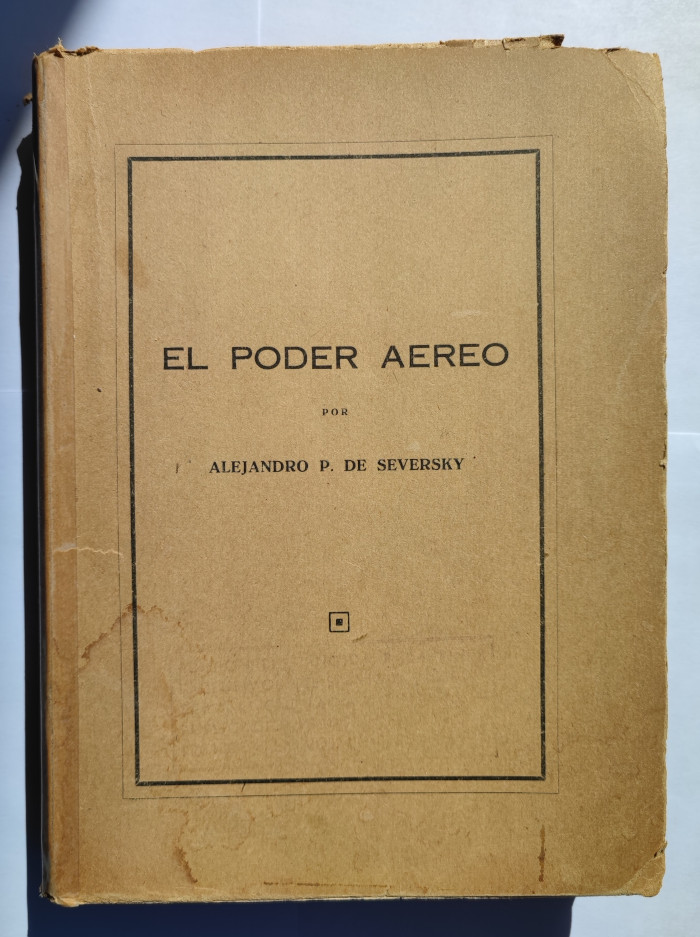 EL PODER AEREO
POR
ALEJANDRO P. DE SEVERSKY